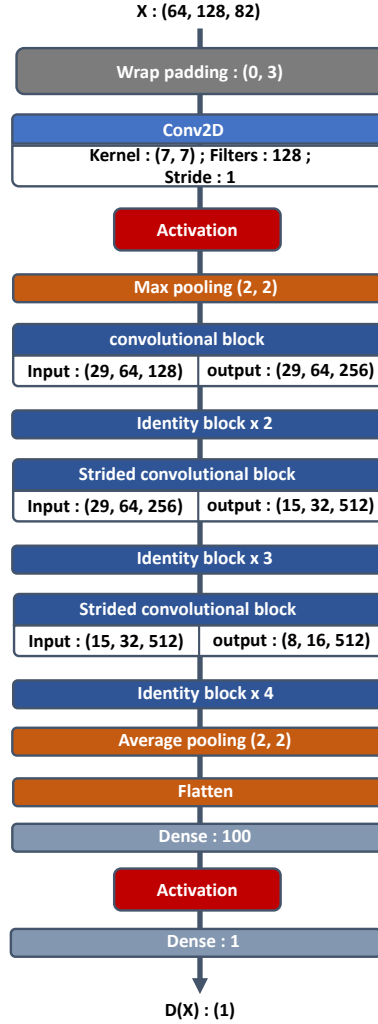 X : (64, 128, 82)
Wrap padding : (0, 3)
Conv2D
Kernel : (7, 7) ; Filters : 128 ;
Stride : 1
Activation
Max pooling (2, 2)
convolutional block
Input : (29, 64, 128) output : (29, 64, 256)
Identity block x 2
Strided convolutional block
Input : (29, 64, 256) output : (15, 32, 512)
Identity block x 3
Strided convolutional block
Input : (15, 32, 512) output : (8, 16, 512)
Identity block x 4
Average pooling (2, 2)
Flatten
Dense : 100
Activation
Dense : 1
D(X) : (1)